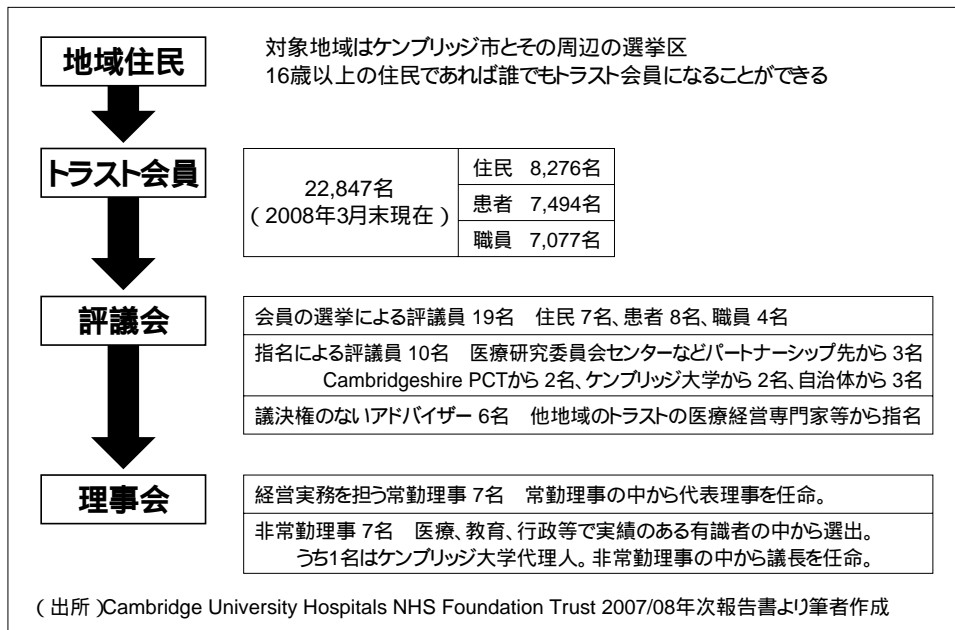 地域住民
対象地域はケンブリッジ市とその周辺の選挙区
16歳以上の住民であれば誰でもトラスト会員になることができる
トラスト会員
22,847名
(2008年3月末現在)
住民 8,276名
患者 7,494名
職員 7,077名
評議会
会員の選挙による評議員 19名 住民 7名、患者 8名、職員 4名
指名による評議員 10名 医療研究委員会センターなどパートナーシップ先から 3名
Cambridgeshire PCTから 2名、ケンブリッジ大学から 2名、自治体から 3名
議決権のないアドバイザー 6名 他地域のトラストの医療経営専門家等から指名
理事会
経営実務を担う常勤理事 7名 常勤理事の中から代表理事を任命。
非常勤理事 7名 医療、教育、行政等で実績のある有識者の中から選出。
うち1名はケンブリッジ大学代理人。非常勤理事の中から議長を任命。
(出所)Cambridge University Hospitals NHS Foundation Trust 2007/08年次報告書より筆者作成